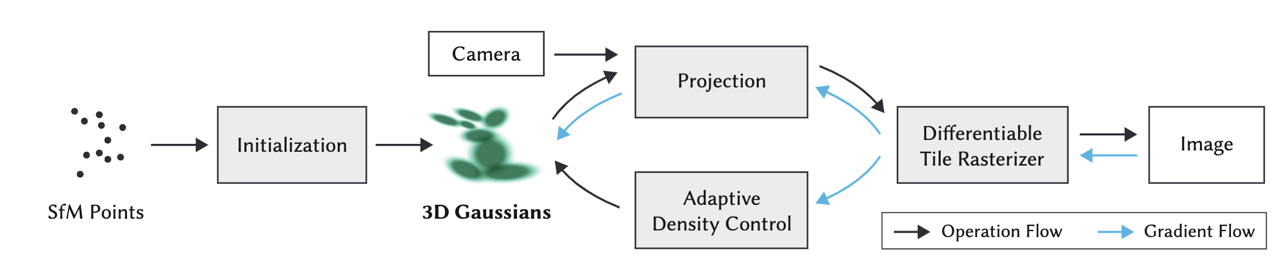 Camera
Projection
Initialization
Differentiable
Tile Rasterizer
Image
SfM Points
3D Gaussians
Adaptive
Density Control
Operation Flow
Gradient Flow